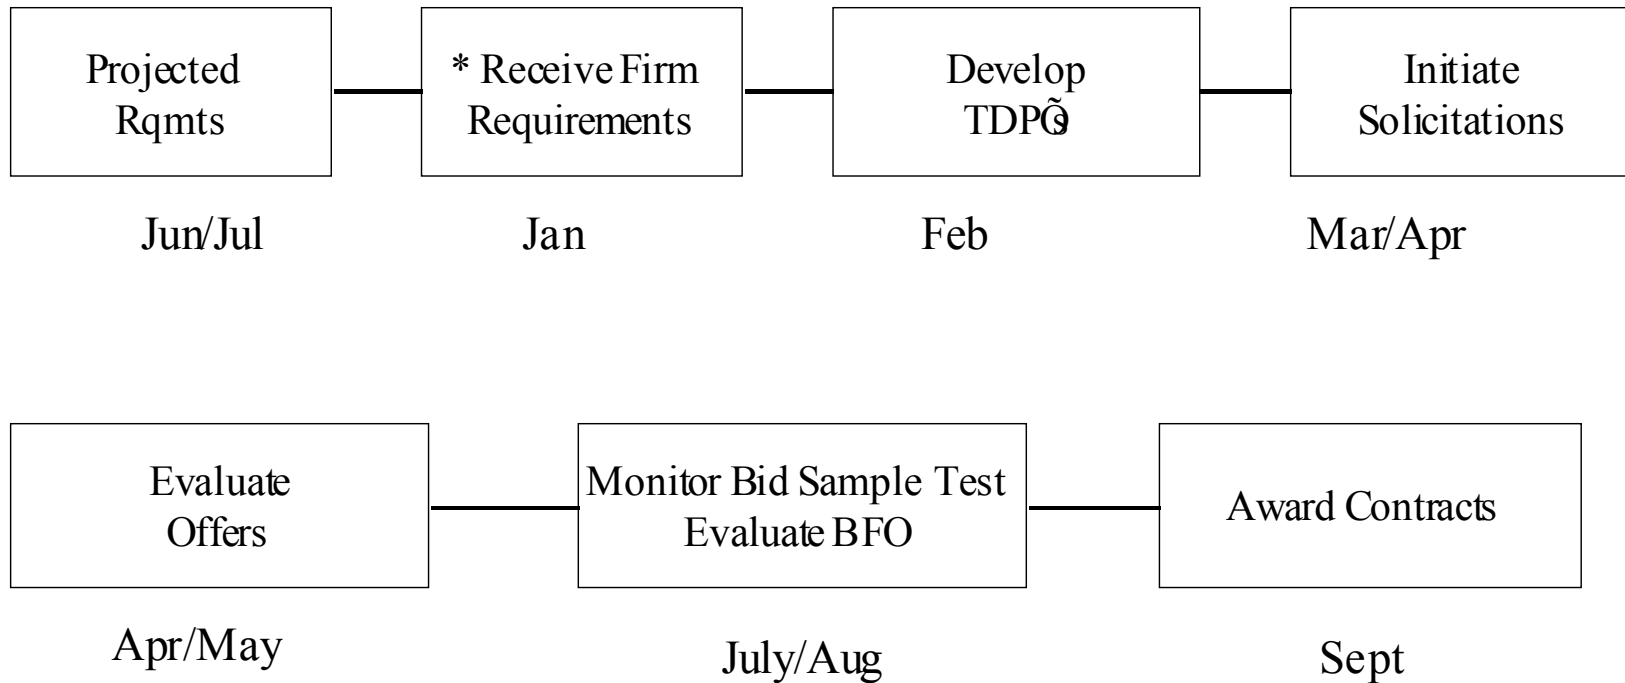 Projected
Rqmts
* Receive Firm
Requirements
Develop
TDPÕs
Initiate
Solicitations
Jun/Jul
Jan
Feb
Mar/Apr
Evaluate
Offers
Monitor Bid Sample Test
Evaluate BFO
Award Contracts
Apr/May
July/Aug
Sept